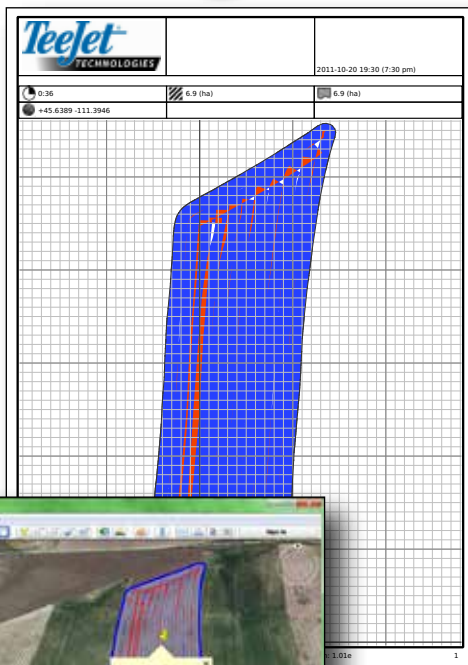 TeeJet
TECHNOLOGIES
2011-10-20 19:30 (7:30 pm)
0:36
6.9 (ha)
6.9 (ha)
+45.6389 -111.3946
1.01e
1